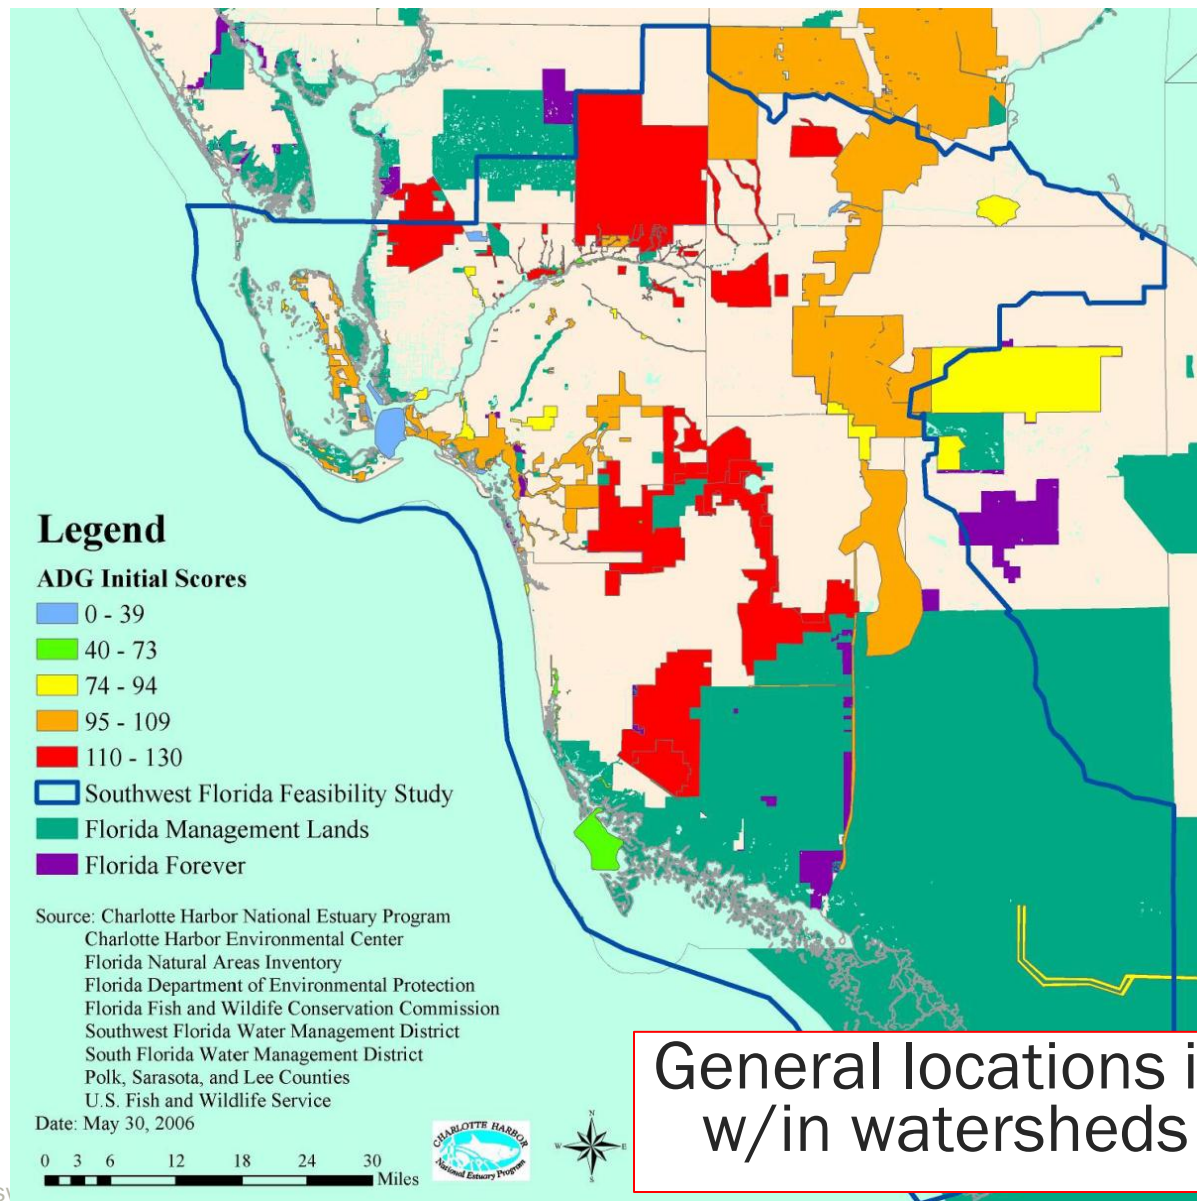 Legend
ADG Initial Scores
0 - 39
40 - 73
74 - 94
95 - 109
110 - 130
Southwest Florida Feasibility Study
Florida Management Lands
Florida Forever
Source: Charlotte Harbor National Estuary Program
Charlotte Harbor Environmental Center
Florida Natural Areas Inventory
Florida Department of Environmental Protection
Florida Fish and Wildlife Conservation Commission
Southwest Florida Water Management District
South Florida Water Management District
Polk, Sarasota, and Lee Counties
U.S. Fish and Wildlife Service
Date: May 30, 2006
0 3 6 12 18 24 30 Miles
CHARLOTTE HARBOR
National Estuary Program
N
W E
S
General locations i
w/in watersheds